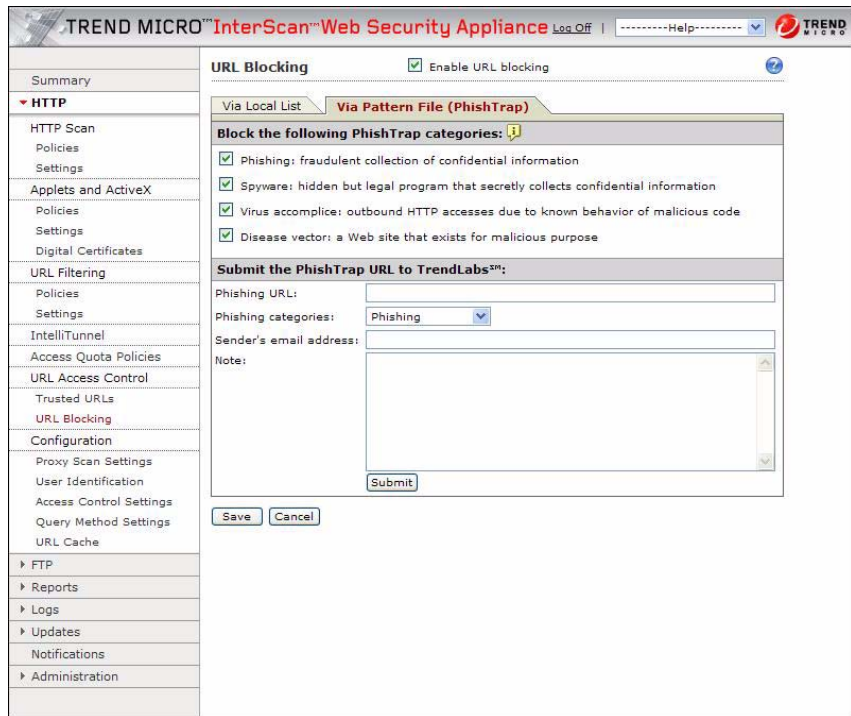 TREND MICRO™ InterScan™ Web Security Appliance Log Off | ---------Help--------- TREND MICRO
Summary
HTTP
HTTP Scan
Policies
Settings
Applets and ActiveX
Policies
Settings
Digital Certificates
URL Filtering
Policies
Settings
IntelliTunnel
Access Quota Policies
URL Access Control
Trusted URLs
URL Blocking
Configuration
Proxy Scan Settings
User Identification
Access Control Settings
Query Method Settings
URL Cache
FTP
Reports
Logs
Updates
Notifications
Administration
URL Blocking Enable URL blocking ?
Via Local List Via Pattern File (PhishTrap)
Block the following PhishTrap categories: i
Phishing: fraudulent collection of confidential information
Spyware: hidden but legal program that secretly collects confidential information
Virus accomplice: outbound HTTP accesses due to known behavior of malicious code
Disease vector: a Web site that exists for malicious purpose
Submit the PhishTrap URL to TrendLabs℠:
Phishing URL:
Phishing categories: Phishing
Sender's email address:
Note:
Submit
Save Cancel